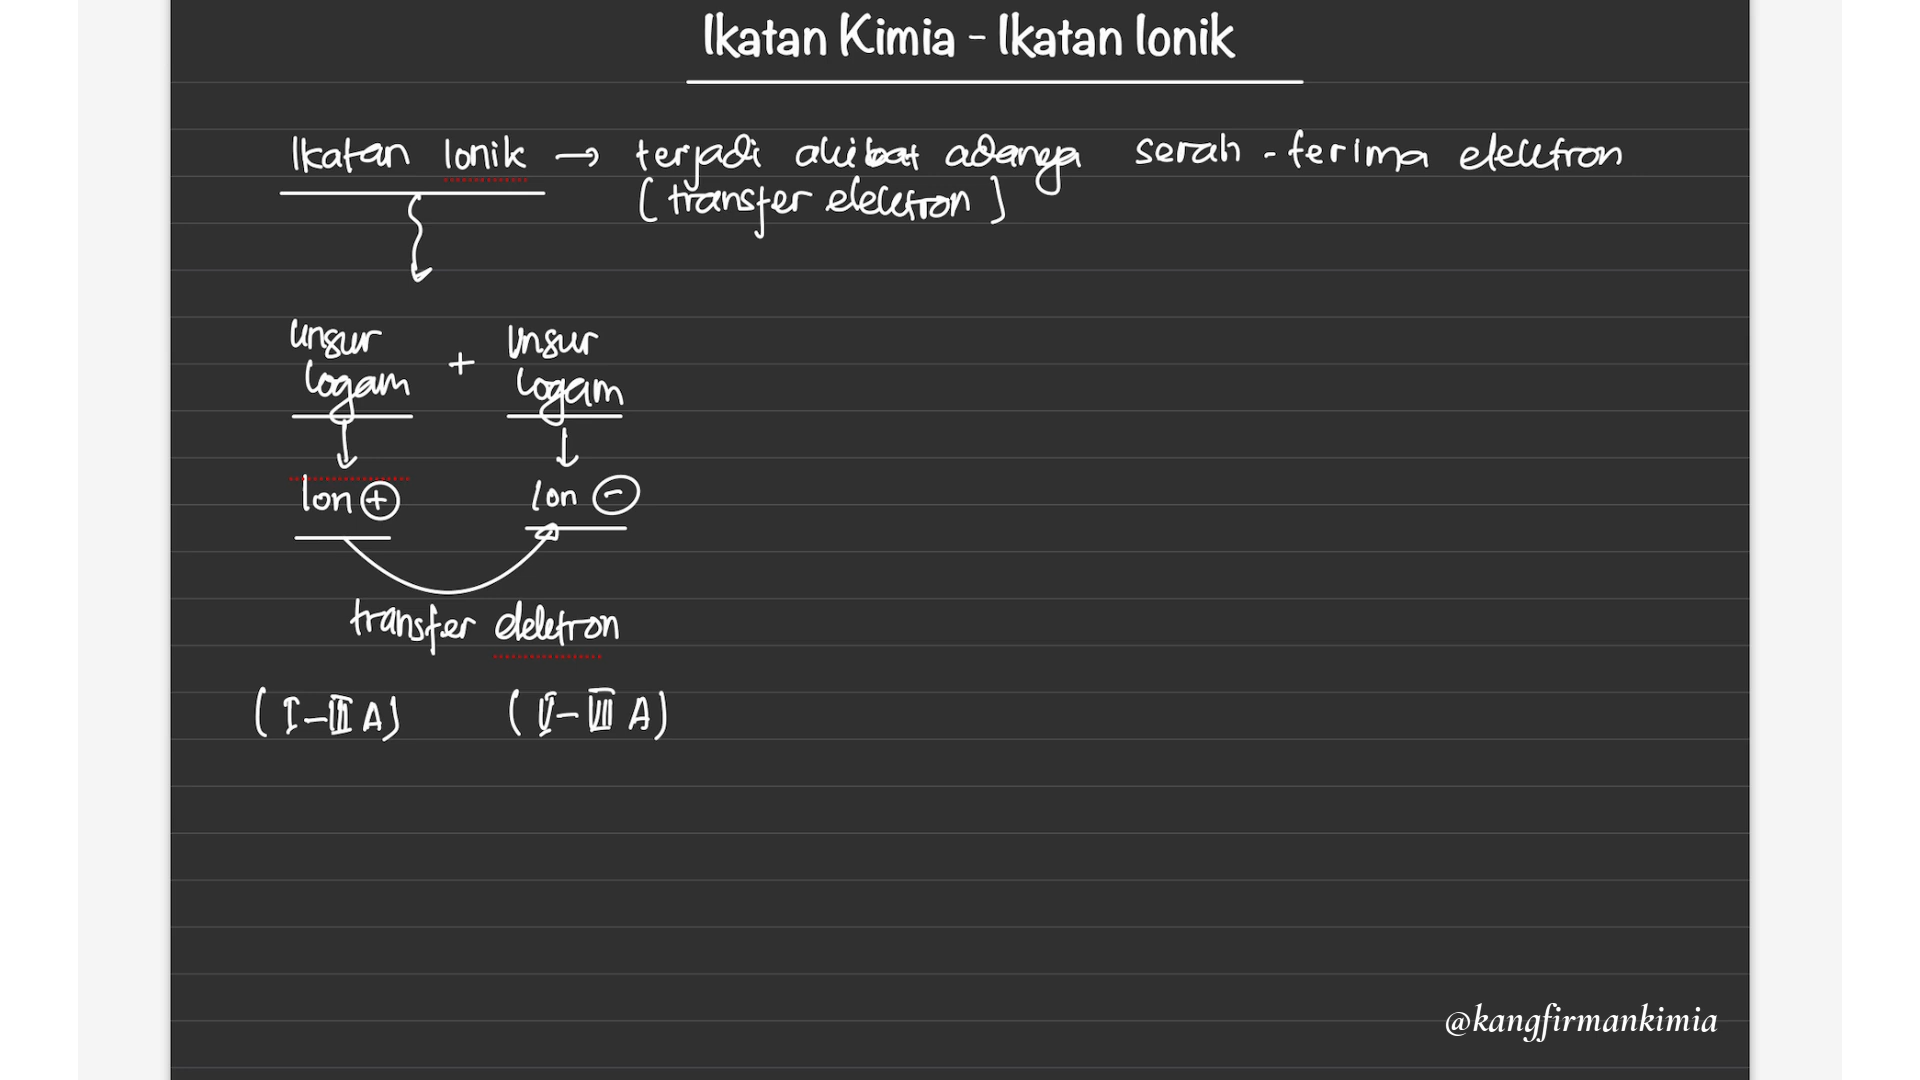 Ikatan Kimia - Ikatan Ionik
Ikatan Ionik → terjadi akibat adanya serah - terima elektron
(transfer elektron)
Unsur logam + Unsur logam
Ion ⊕ Ion ⊖
transfer elektron
(I - III A) (V - VII A)
@kangfirmankimia